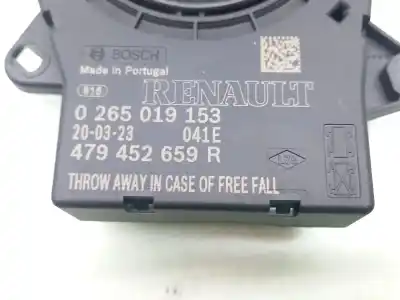 BOSCH
Made in Portugal
916
RENAULT
0 265 019 153
20-03-23 041E
479 452 659 R
THROW AWAY IN CASE OF FREE FALL